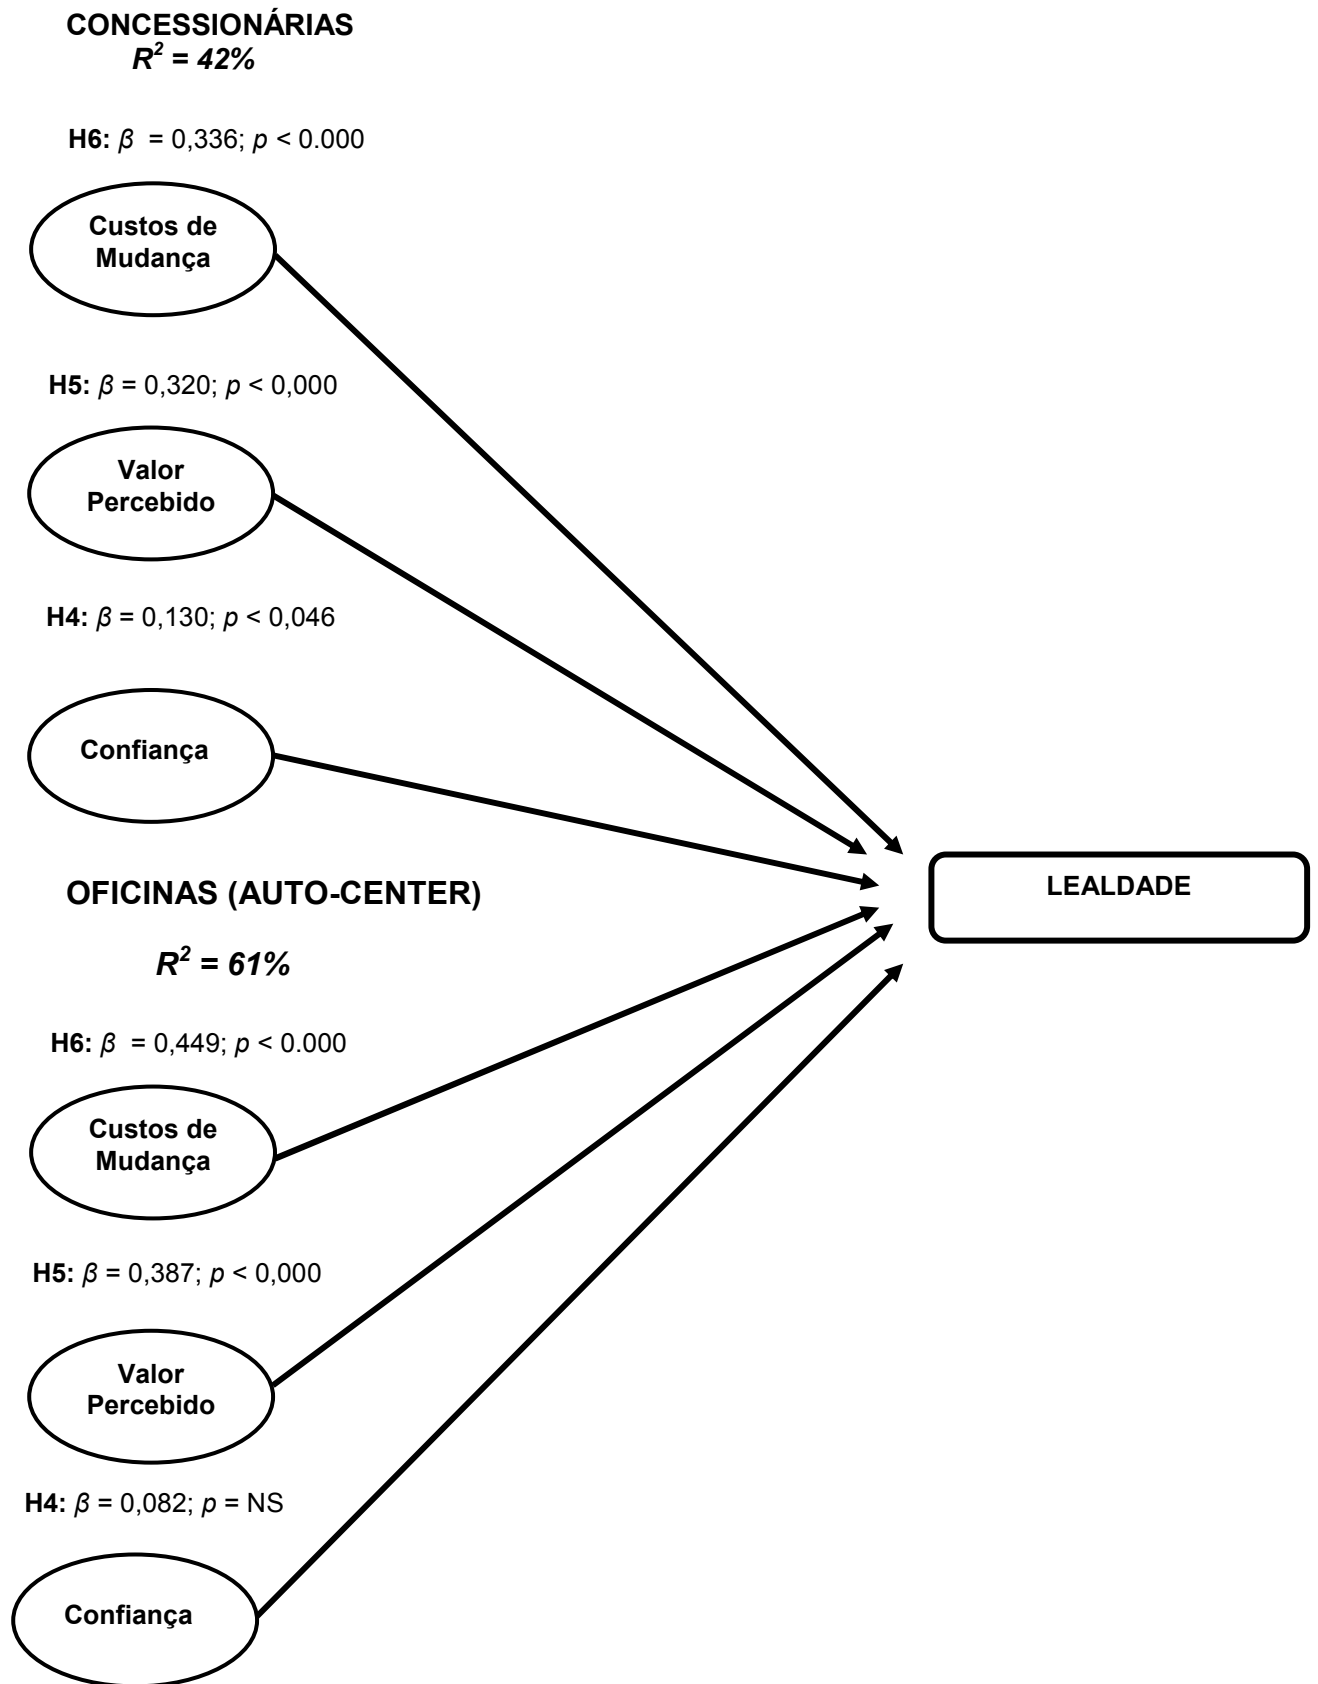 CONCESSIONÁRIAS
R² = 42%
H6: β = 0,336; p < 0.000
Custos de
Mudança
H5: β = 0,320; p < 0,000
Valor
Percebido
H4: β = 0,130; p < 0,046
Confiança
LEALDADE
OFICINAS (AUTO-CENTER)
R² = 61%
H6: β = 0,449; p < 0.000
Custos de
Mudança
H5: β = 0,387; p < 0,000
Valor
Percebido
H4: β = 0,082; p = NS
Confiança